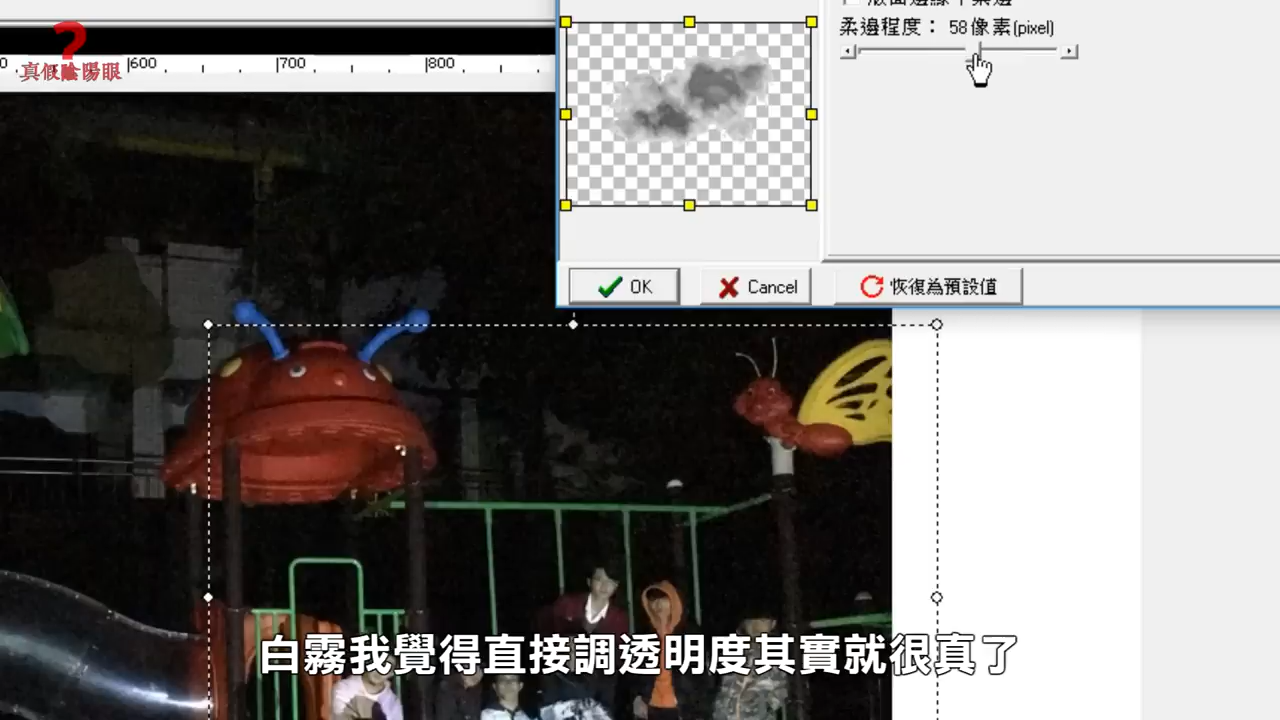 ?
真假陰陽眼
600
700
800
柔邊程度： 58像素(pixel)
OK
Cancel
恢復為預設值
白霧我覺得直接調透明度其實就很真了